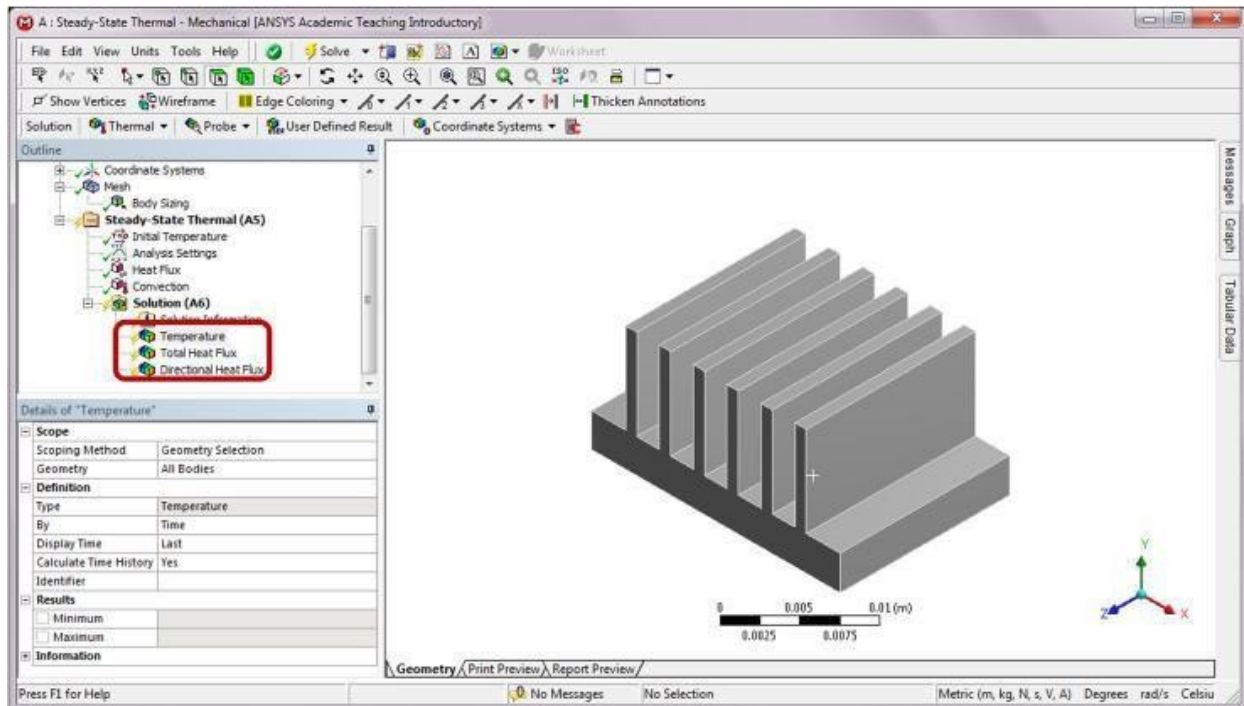 A : Steady-State Thermal - Mechanical [ANSYS Academic Teaching Introductory]
File Edit View Units Tools Help Solve Worksheet
Show Vertices Wireframe Edge Coloring Thicken Annotations
Solution Thermal Probe User Defined Result Coordinate Systems
Outline
Coordinate Systems
Mesh
Body Sizing
Steady-State Thermal (A5)
Initial Temperature
Analysis Settings
Heat Flux
Convection
Solution (A6)
Solution Information
Temperature
Total Heat Flux
Directional Heat Flux
Details of "Temperature"
Scope
Scoping Method Geometry Selection
Geometry All Bodies
Definition
Type Temperature
By Time
Display Time Last
Calculate Time History Yes
Identifier
Results
Minimum
Maximum
Information
0 0.005 0.01 (m)
0.0025 0.0075
Y
Z X
Geometry Print Preview Report Preview
Messages
Graph
Tabular Data
Press F1 for Help No Messages No Selection Metric (m, kg, N, s, V, A) Degrees rad/s Celsiu